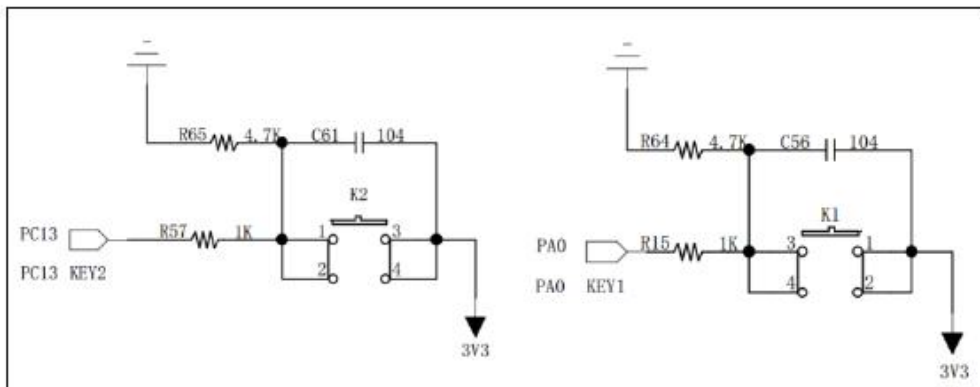 R65 4.7K C61 104
K2
PC13 R57 1K 1 3
PC13 KEY2 2 4
3V3
R64 4.7K C56 104
K1
PA0 R15 1K 3 1
PA0 KEY1 4 2
3V3